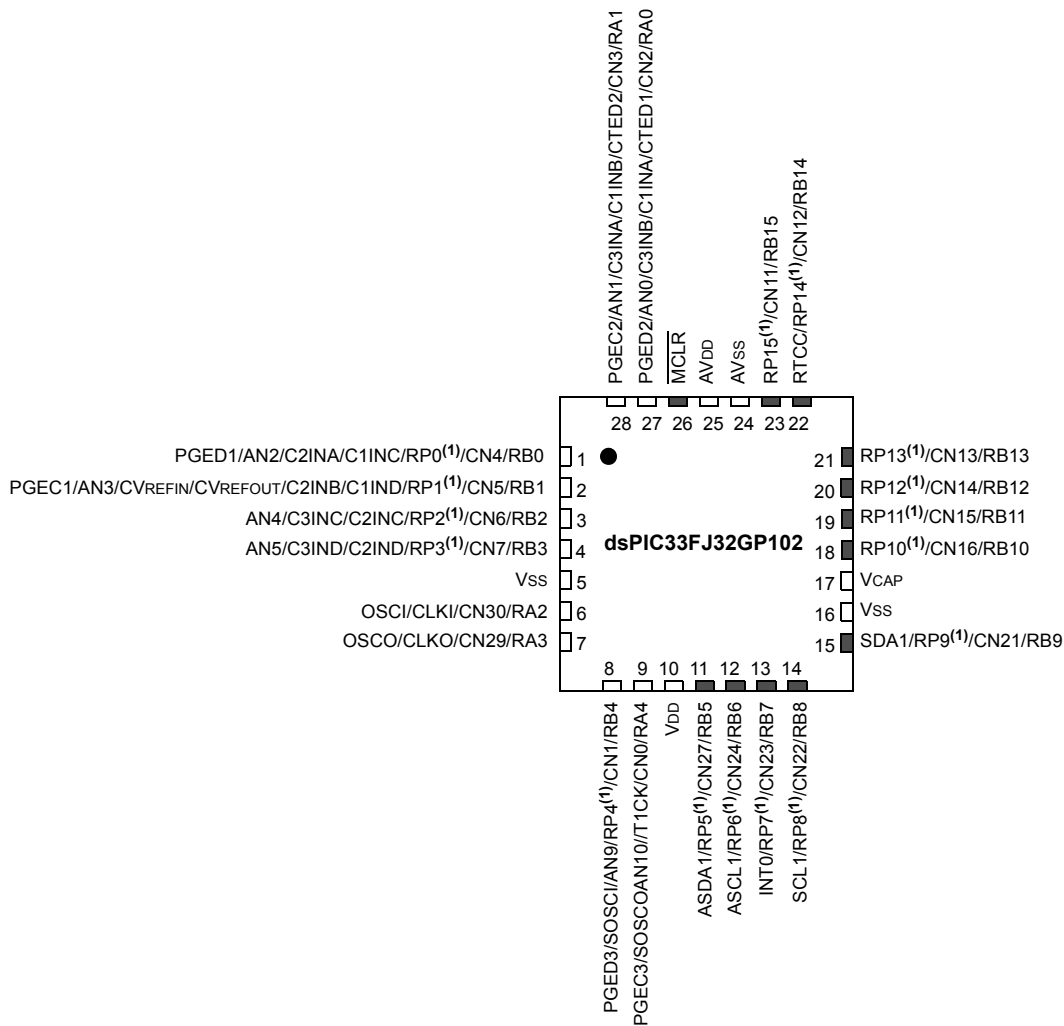 PGEC2/AN1/C3INA/C1INB/CTED2/CN3/RA1
PGED2/AN0/C3INB/C1INA/CTED1/CN2/RA0
MCLR
AVDD
AVSS
RP15(1)/CN11/RB15
RTCC/RP14(1)/CN12/RB14
28 27 26 25 24 23 22
PGED1/AN2/C2INA/C1INC/RP0(1)/CN4/RB0 1
PGEC1/AN3/CVREFIN/CVREFOUT/C2INB/C1IND/RP1(1)/CN5/RB1 2
AN4/C3INC/C2INC/RP2(1)/CN6/RB2 3
AN5/C3IND/C2IND/RP3(1)/CN7/RB3 4
VSS 5
OSCI/CLKI/CN30/RA2 6
OSCO/CLKO/CN29/RA3 7
dsPIC33FJ32GP102
21 RP13(1)/CN13/RB13
20 RP12(1)/CN14/RB12
19 RP11(1)/CN15/RB11
18 RP10(1)/CN16/RB10
17 VCAP
16 VSS
15 SDA1/RP9(1)/CN21/RB9
8 9 10 11 12 13 14
PGED3/SOSCI/AN9/RP4(1)/CN1/RB4
PGEC3/SOSCOAN10//T1CK/CN0/RA4
VDD
ASDA1/RP5(1)/CN27/RB5
ASCL1/RP6(1)/CN24/RB6
INT0/RP7(1)/CN23/RB7
SCL1/RP8(1)/CN22/RB8